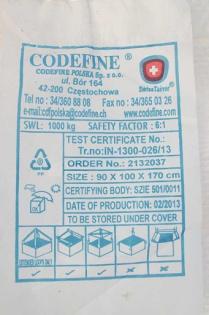 CODEFINE ®
CODEFINE POLSKA Sp. z o.o.
ul. Bór 164
42-200 Częstochowa
Swiss Talent
Tel no : 34/360 88 08 Fax no : 34/365 03 26
e-mail:cdfpolska@codefine.ch www.codefine.com
SWL: 1000 kg SAFETY FACTOR : 6:1
TEST CERTIFICATE No.:
Tr.no:IN-1300-026/13
ORDER No.: 2132037
SIZE : 90 X 100 X 170 cm
CERTIFYING BODY: SZIE 501/0011
DATE OF PRODUCTION: 02/2013
TO BE STORED UNDER COVER
PP